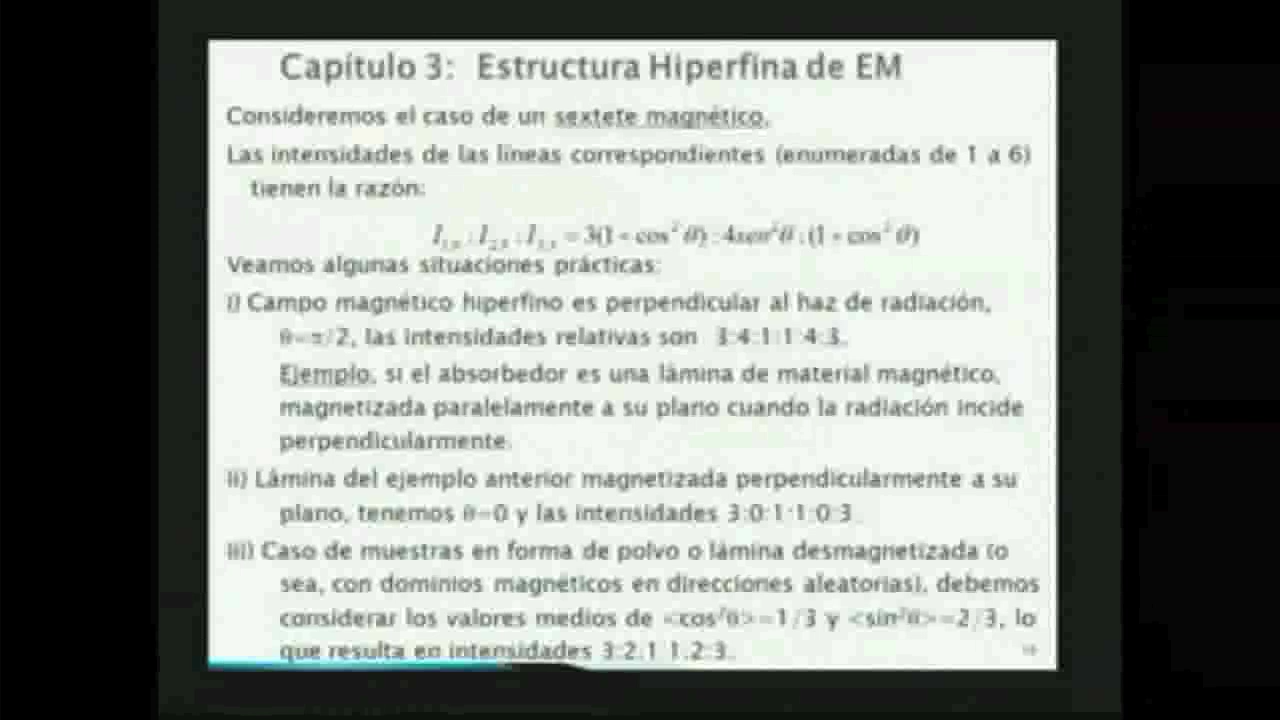 Capítulo 3: Estructura Hiperfina de EM
Consideremos el caso de un sextete magnético.
Las intensidades de las líneas correspondientes (enumeradas de 1 a 6)
tienen la razón:
= 3(1 + cos² θ) : 4sen²θ : (1 + cos² θ)
Veamos algunas situaciones prácticas:
i) Campo magnético hiperfino es perpendicular al haz de radiación,
θ=π/2, las intensidades relativas son 3:4:1:1:4:3.
Ejemplo, si el absorbedor es una lámina de material magnético,
magnetizada paralelamente a su plano cuando la radiación incide
perpendicularmente.
ii) Lámina del ejemplo anterior magnetizada perpendicularmente a su
plano, tenemos θ=0 y las intensidades 3:0:1:1:0:3.
iii) Caso de muestras en forma de polvo o lámina desmagnetizada (o
sea, con dominios magnéticos en direcciones aleatorias), debemos
considerar los valores medios de <cos²θ>=1/3 y <sin²θ>=2/3, lo
que resulta en intensidades 3:2:1:1:2:3.